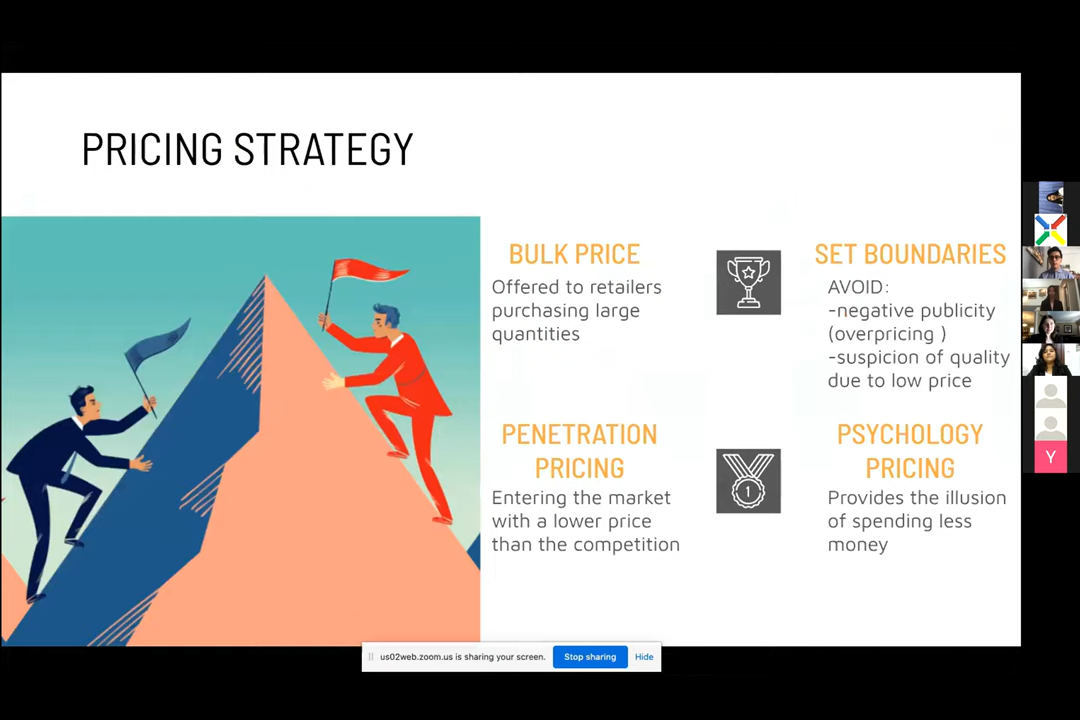 PRICING STRATEGY
BULK PRICE
Offered to retailers
purchasing large
quantities
SET BOUNDARIES
AVOID:
-negative publicity
(overpricing )
-suspicion of quality
due to low price
PENETRATION
PRICING
Entering the market
with a lower price
than the competition
1
PSYCHOLOGY
PRICING
Provides the illusion
of spending less
money
Y
us02web.zoom.us is sharing your screen.
Stop sharing
Hide